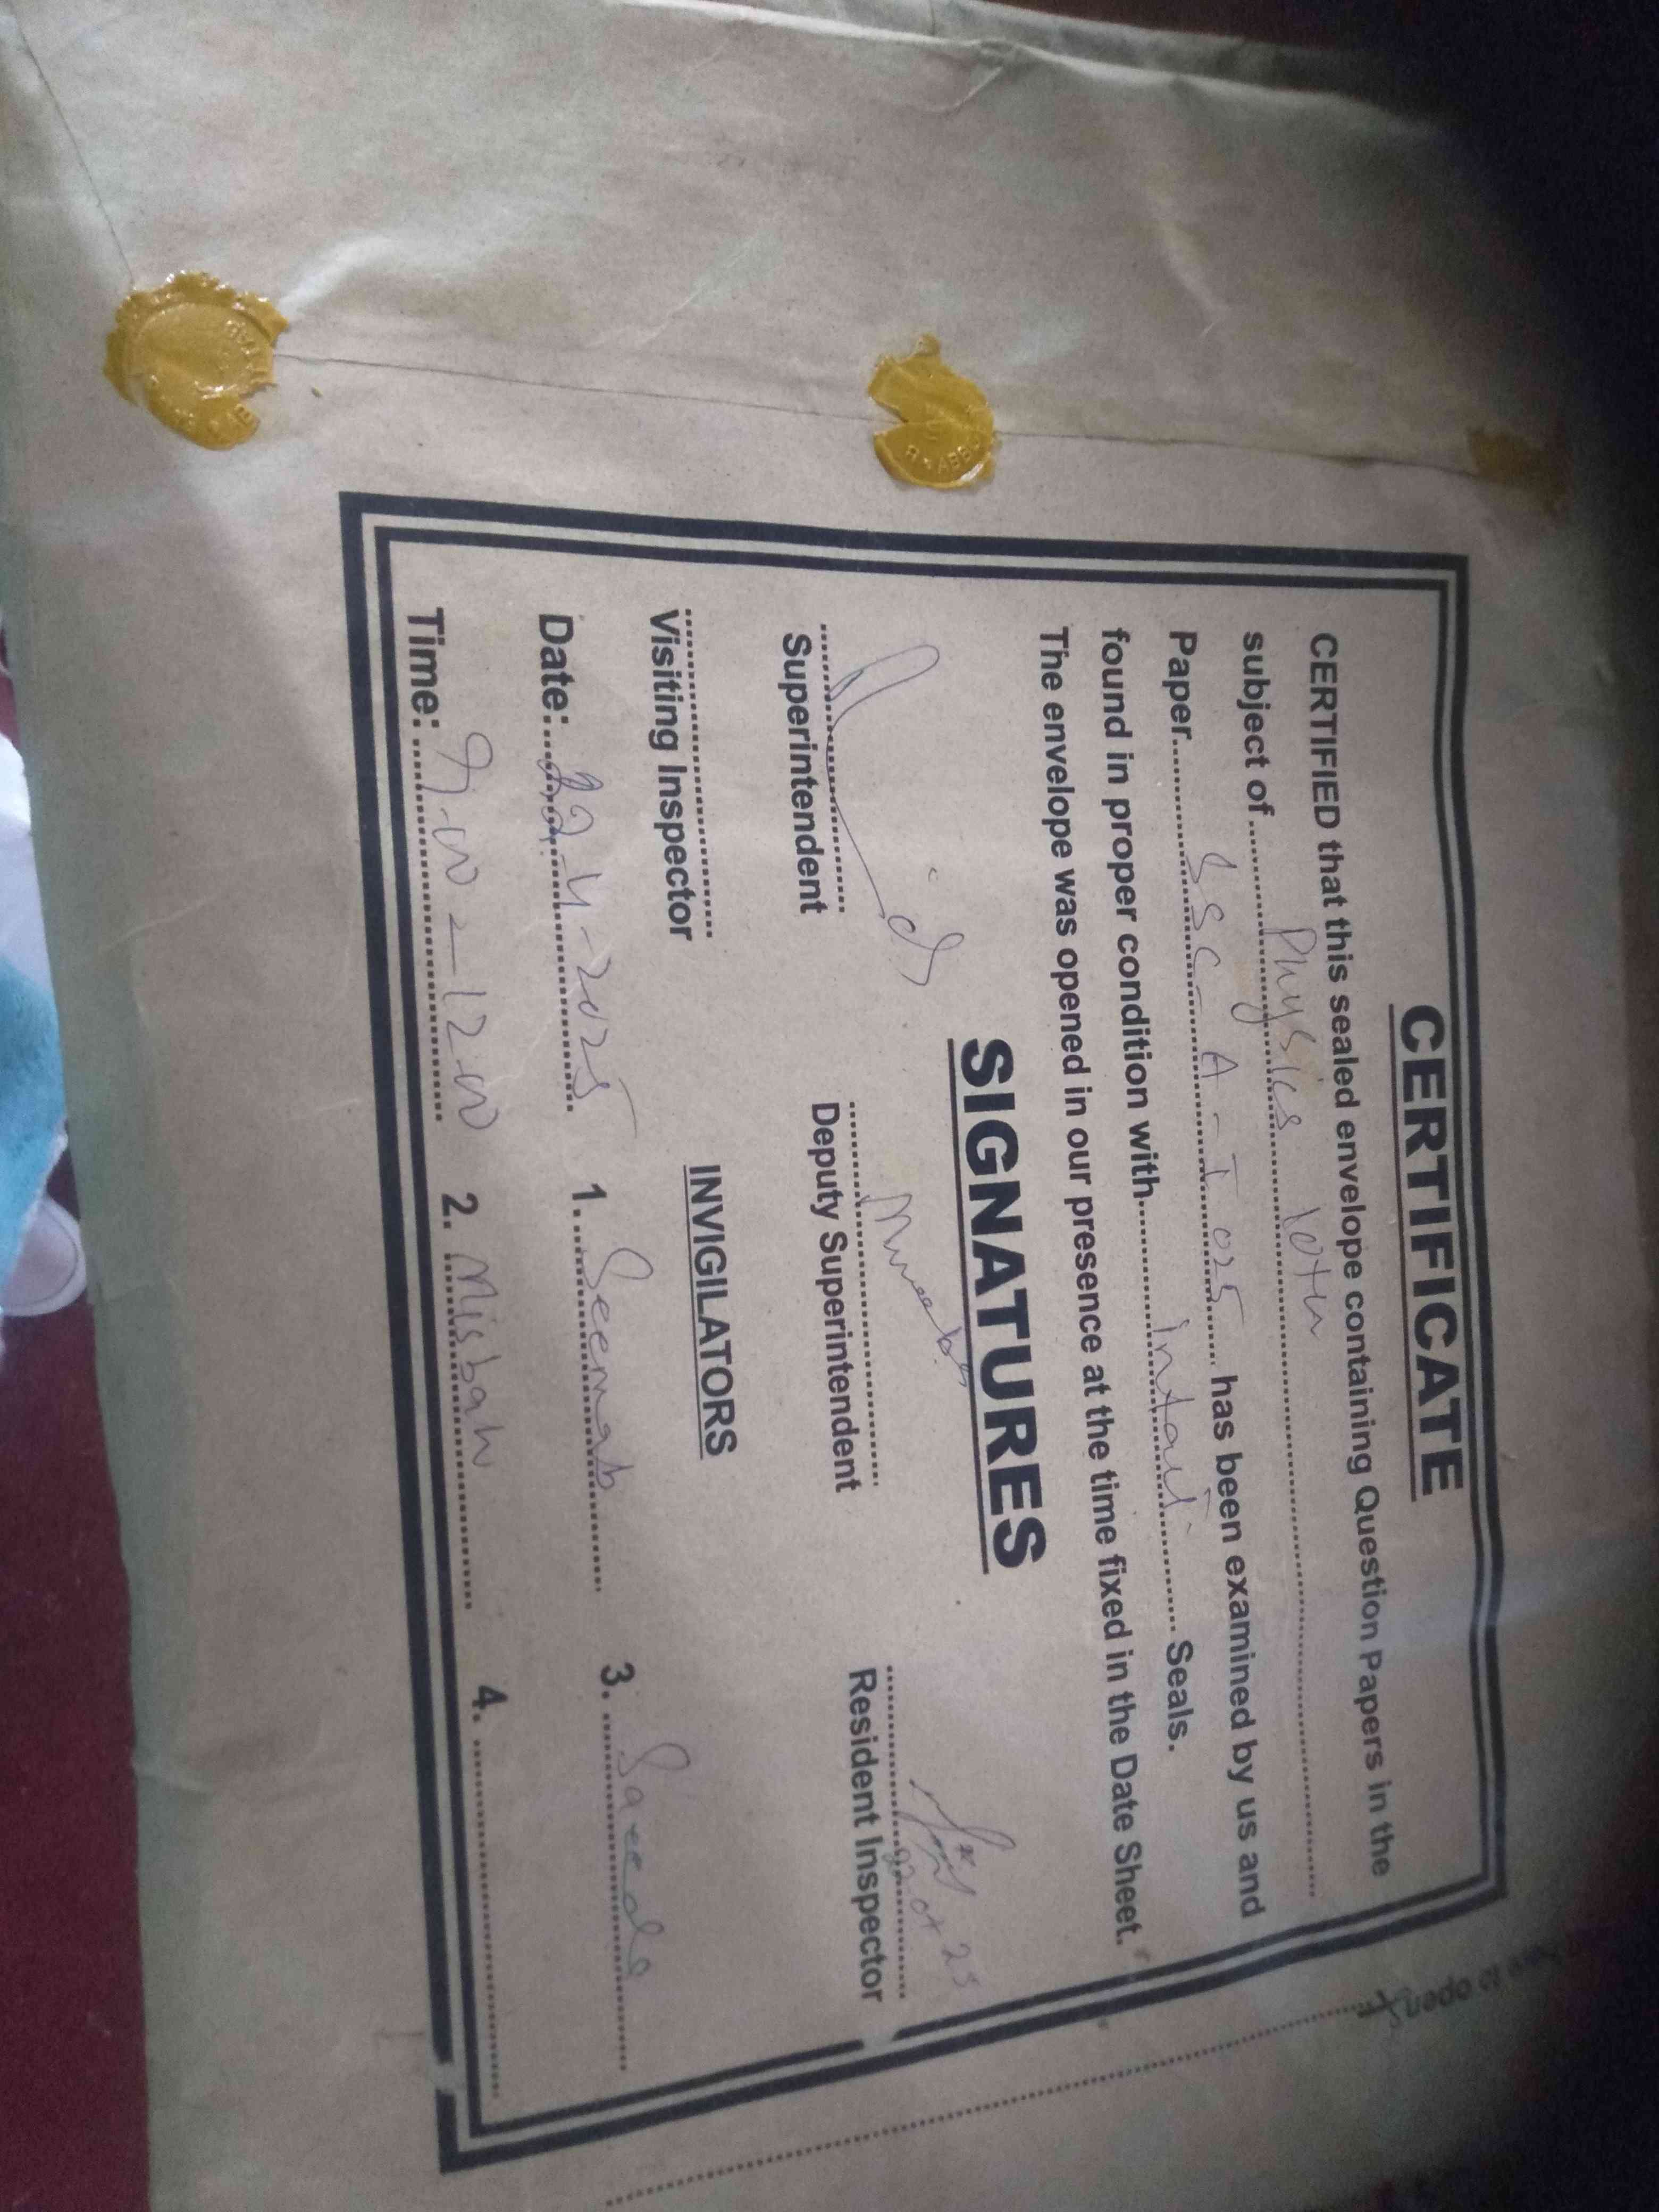 CERTIFICATE
CERTIFIED that this sealed envelope containing Question Papers in the
subject of Physics 10th
Paper SSC-A-I 025 has been examined by us and
found in proper condition with intact Seals.
The envelope was opened in our presence at the time fixed in the Date Sheet.
SIGNATURES
Superintendent Deputy Superintendent Resident Inspector
Visiting Inspector
INVIGILATORS
Date: 22-4-2025 1. Seemab 3. Saeeda
Time: 9:00 - 12:00 2. Misbah 4.
to open